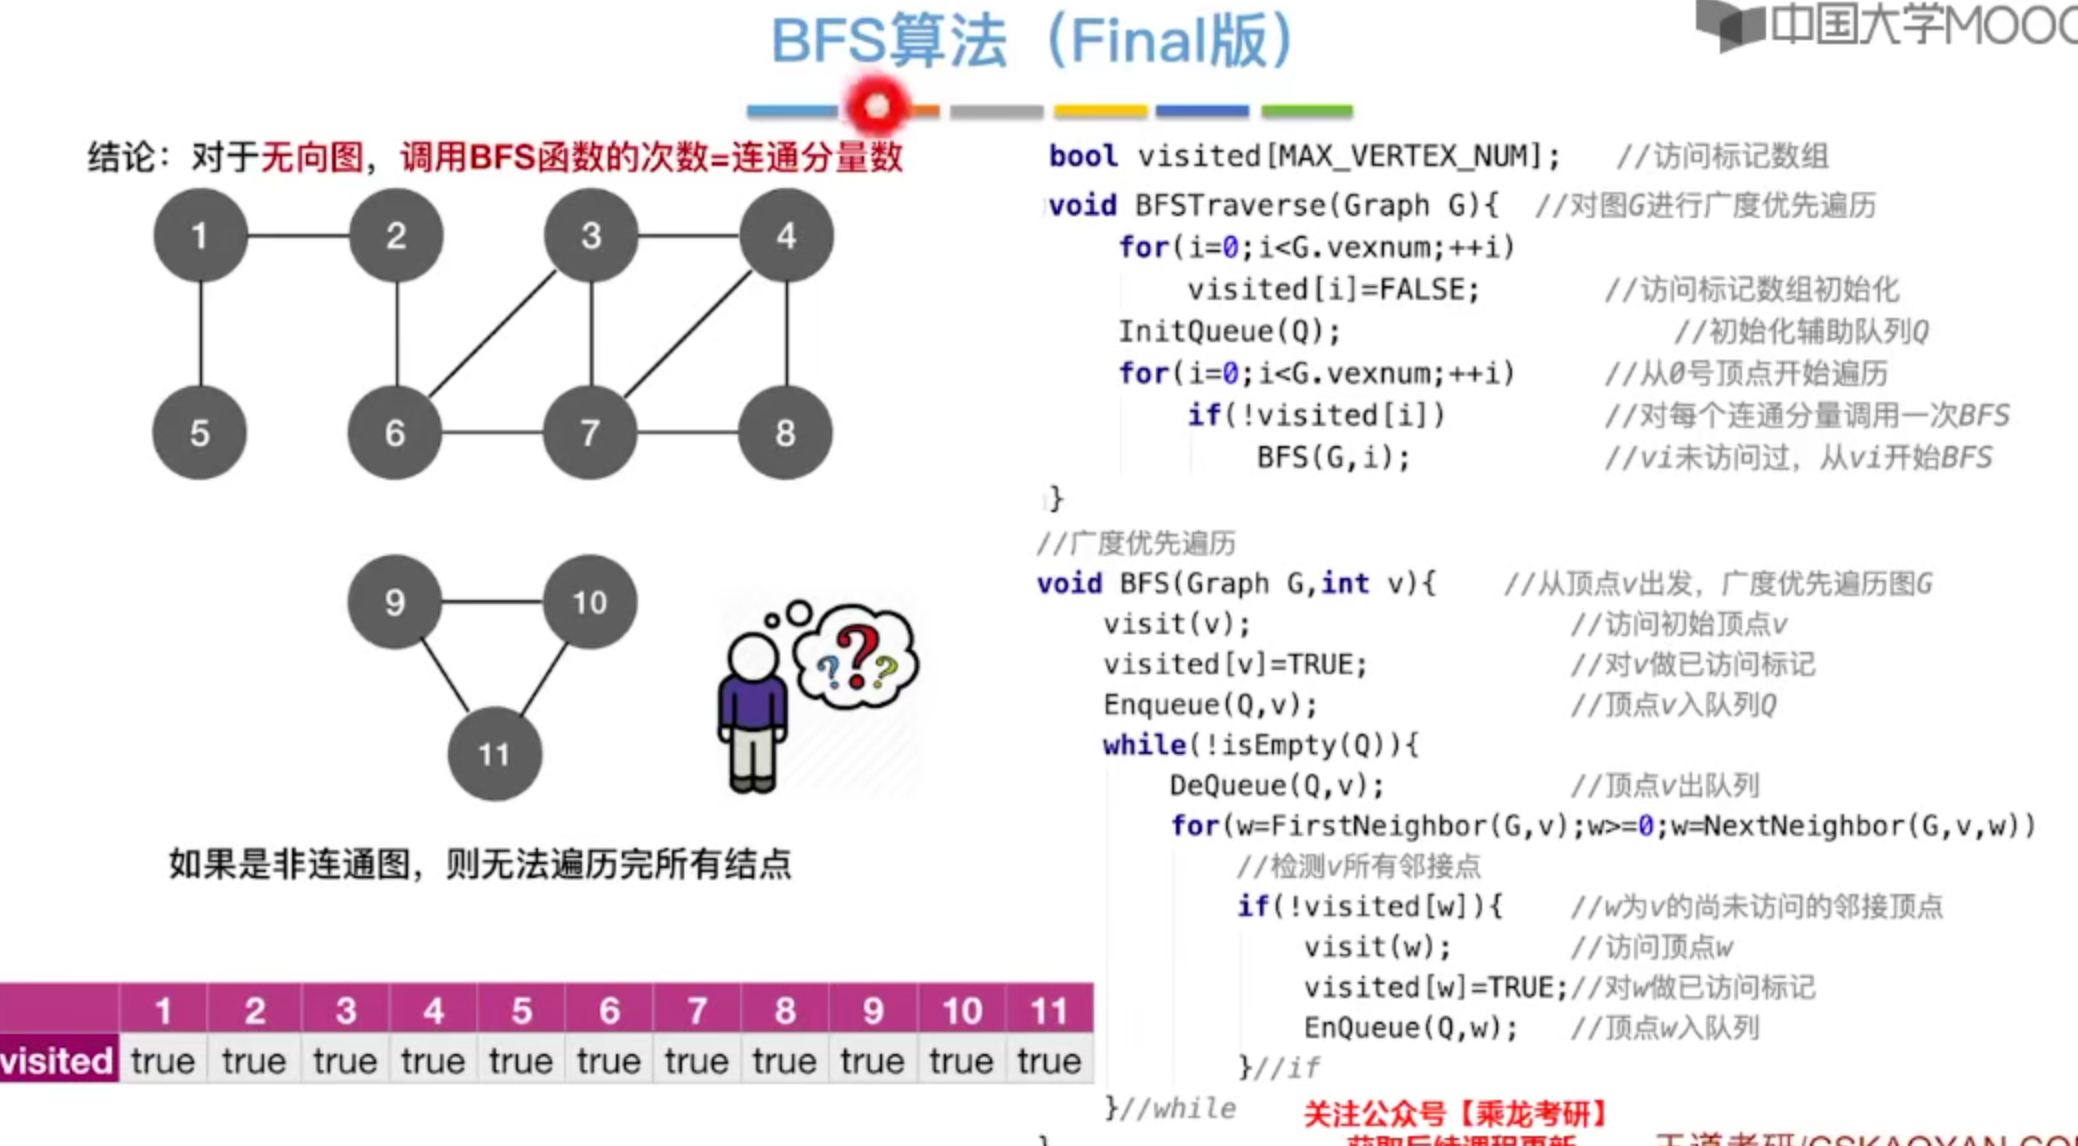 BFS算法（Final版）
中国大学MOOC
结论：对于无向图，调用BFS函数的次数=连通分量数
1
2
3
4
5
6
7
8
9
10
11
???
如果是非连通图，则无法遍历完所有结点
1 2 3 4 5 6 7 8 9 10 11
visited true true true true true true true true true true true
bool visited[MAX_VERTEX_NUM]; //访问标记数组
void BFSTraverse(Graph G){ //对图G进行广度优先遍历
for(i=0;i<G.vexnum;++i)
visited[i]=FALSE; //访问标记数组初始化
InitQueue(Q); //初始化辅助队列Q
for(i=0;i<G.vexnum;++i) //从0号顶点开始遍历
if(!visited[i]) //对每个连通分量调用一次BFS
BFS(G,i); //vi未访问过，从vi开始BFS
}
//广度优先遍历
void BFS(Graph G,int v){ //从顶点v出发，广度优先遍历图G
visit(v); //访问初始顶点v
visited[v]=TRUE; //对v做已访问标记
Enqueue(Q,v); //顶点v入队列Q
while(!isEmpty(Q)){
DeQueue(Q,v); //顶点v出队列
for(w=FirstNeighbor(G,v);w>=0;w=NextNeighbor(G,v,w))
//检测v所有邻接点
if(!visited[w]){ //w为v的尚未访问的邻接顶点
visit(w); //访问顶点w
visited[w]=TRUE;//对w做已访问标记
EnQueue(Q,w); //顶点w入队列
}//if
}//while
关注公众号【乘龙考研】
获取后续课程更新
王道考研/CSKAOYAN.CO